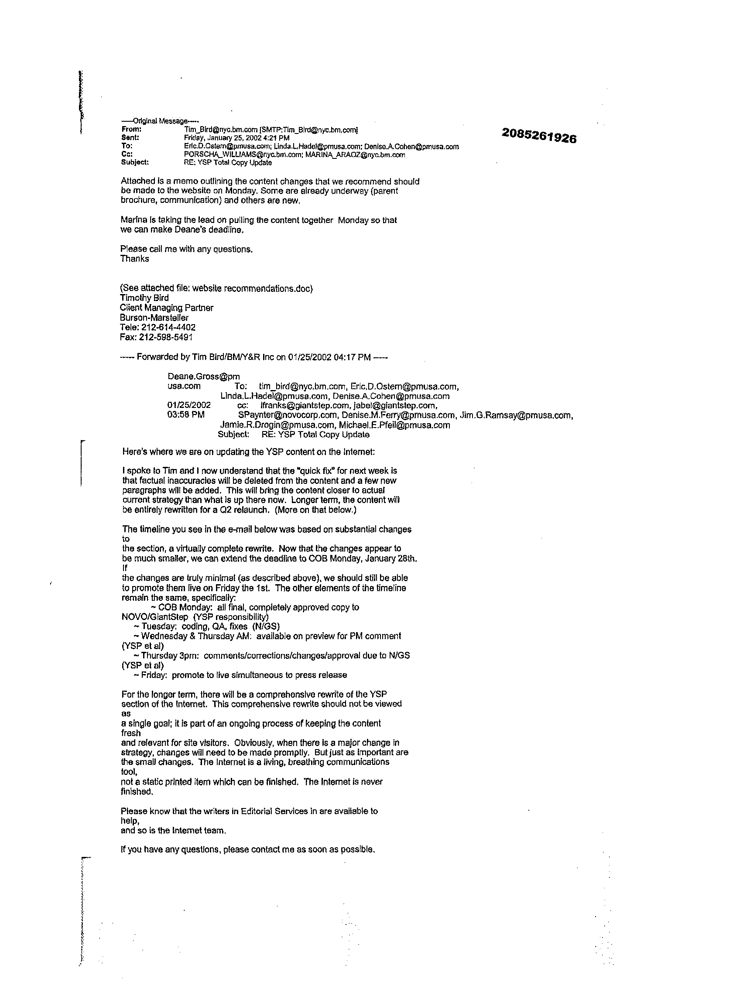 -----Original Message-----
From: Tim_Bird@nyc.bm.com [SMTP:Tim_Bird@nyc.bm.com]
Sent: Friday, January 25, 2002 4:21 PM
To: Eric.D.Ostern@pmusa.com; Linda.L.Hadel@pmusa.com; Denise.A.Cohen@pmusa.com
Cc: PORSCHA_WILLIAMS@nyc.bm.com; MARINA_ARAOZ@nyc.bm.com
Subject: RE: YSP Total Copy Update
2085261926
Attached is a memo outlining the content changes that we recommend should
be made to the website on Monday. Some are already underway (parent
brochure, communication) and others are new.
Marina is taking the lead on pulling the content together Monday so that
we can make Deane's deadline.
Please call me with any questions.
Thanks
(See attached file: website recommendations.doc)
Timothy Bird
Client Managing Partner
Burson-Marsteller
Tele: 212-614-4402
Fax: 212-598-5491
----- Forwarded by Tim Bird/BM/Y&R Inc on 01/25/2002 04:17 PM -----
Deane.Gross@pm
usa.com To: tim_bird@nyc.bm.com, Eric.D.Ostern@pmusa.com,
Linda.L.Hadel@pmusa.com, Denise.A.Cohen@pmusa.com
01/25/2002 cc: lfranks@giantstep.com, jabel@giantstep.com,
03:58 PM SPaynter@novocorp.com, Denise.M.Ferry@pmusa.com, Jim.G.Ramsay@pmusa.com,
Jamie.R.Drogin@pmusa.com, Michael.E.Pfeil@pmusa.com
Subject: RE: YSP Total Copy Update
Here's where we are on updating the YSP content on the Internet:
I spoke to Tim and I now understand that the "quick fix" for next week is
that factual inaccuracies will be deleted from the content and a few new
paragraphs will be added. This will bring the content closer to actual
current strategy than what is up there now. Longer term, the content will
be entirely rewritten for a Q2 relaunch. (More on that below.)
The timeline you see in the e-mail below was based on substantial changes
to
the section, a virtually complete rewrite. Now that the changes appear to
be much smaller, we can extend the deadline to COB Monday, January 28th.
If
the changes are truly minimal (as described above), we should still be able
to promote them live on Friday the 1st. The other elements of the timeline
remain the same, specifically:
~ COB Monday: all final, completely approved copy to
NOVO/GiantStep (YSP responsibility)
~ Tuesday: coding, QA, fixes (N/GS)
~ Wednesday & Thursday AM: available on preview for PM comment
(YSP et al)
~ Thursday 3pm: comments/corrections/changes/approval due to N/GS
(YSP et al)
~ Friday: promote to live simultaneous to press release
For the longer term, there will be a comprehensive rewrite of the YSP
section of the Internet. This comprehensive rewrite should not be viewed
as
a single goal; it is part of an ongoing process of keeping the content
fresh
and relevant for site visitors. Obviously, when there is a major change in
strategy, changes will need to be made promptly. But just as important are
the small changes. The Internet is a living, breathing communications
tool,
not a static printed item which can be finished. The Internet is never
finished.
Please know that the writers in Editorial Services in are available to
help,
and so is the Internet team.
If you have any questions, please contact me as soon as possible.